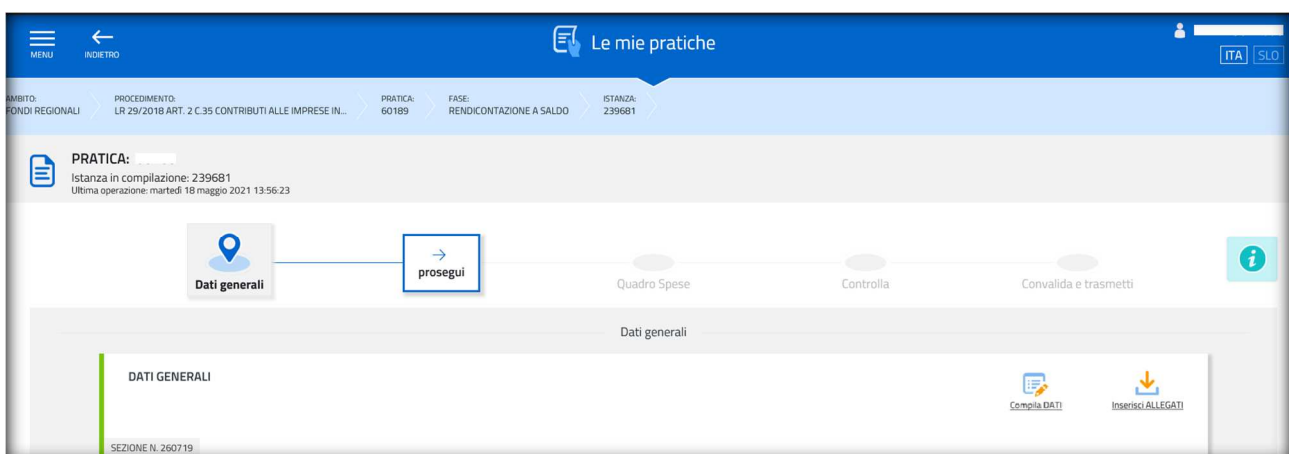 MENU
INDIETRO
Le mie pratiche
ITA SLO
AMBITO:
FONDI REGIONALI
PROCEDIMENTO:
LR 29/2018 ART. 2 C.35 CONTRIBUTI ALLE IMPRESE IN...
PRATICA:
60189
FASE:
RENDICONTAZIONE A SALDO
ISTANZA:
239681
PRATICA:
Istanza in compilazione: 239681
Ultima operazione: martedì 18 maggio 2021 13:56:23
Dati generali
→
prosegui
Quadro Spese
Controlla
Convalida e trasmetti
i
Dati generali
DATI GENERALI
Compila DATI
Inserisci ALLEGATI
SEZIONE N. 260719